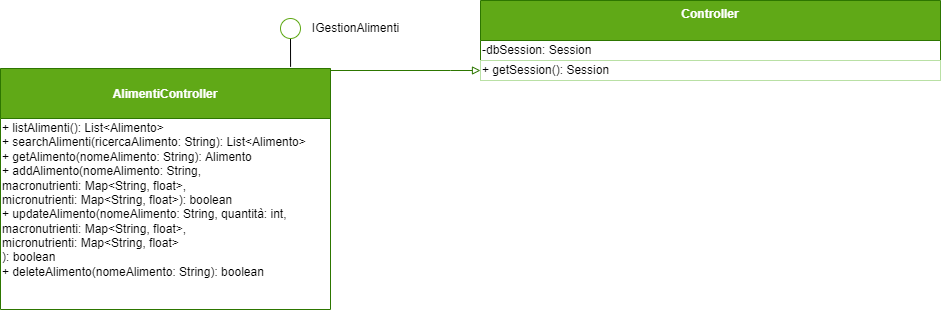 IGestionAlimenti
Controller
-dbSession: Session
+ getSession(): Session
AlimentiController
+ listAlimenti(): List<Alimento>
+ searchAlimenti(ricercaAlimento: String): List<Alimento>
+ getAlimento(nomeAlimento: String): Alimento
+ addAlimento(nomeAlimento: String,
macronutrienti: Map<String, float>,
micronutrienti: Map<String, float>): boolean
+ updateAlimento(nomeAlimento: String, quantità: int,
macronutrienti: Map<String, float>,
micronutrienti: Map<String, float>
): boolean
+ deleteAlimento(nomeAlimento: String): boolean